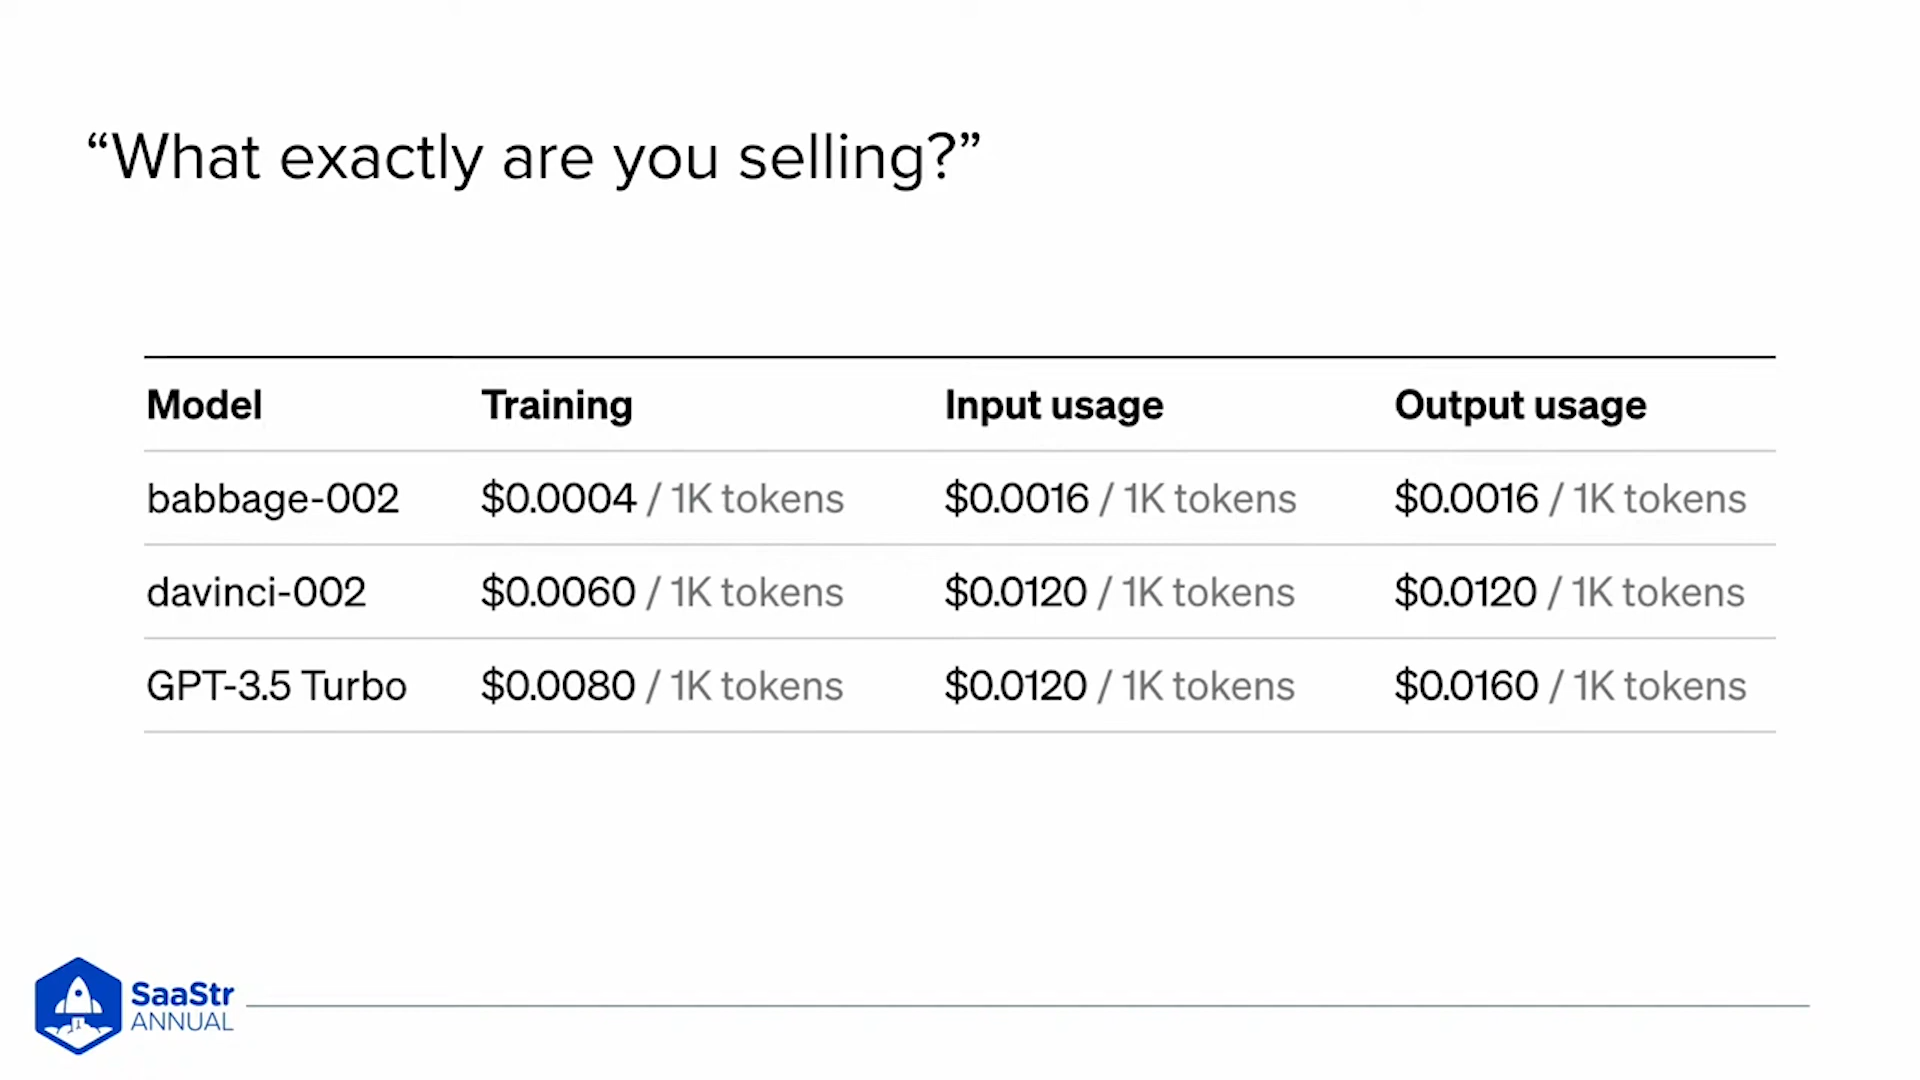 “What exactly are you selling?”
Model Training Input usage Output usage
babbage-002 $0.0004 / 1K tokens $0.0016 / 1K tokens $0.0016 / 1K tokens
davinci-002 $0.0060 / 1K tokens $0.0120 / 1K tokens $0.0120 / 1K tokens
GPT-3.5 Turbo $0.0080 / 1K tokens $0.0120 / 1K tokens $0.0160 / 1K tokens
SaaStr
ANNUAL